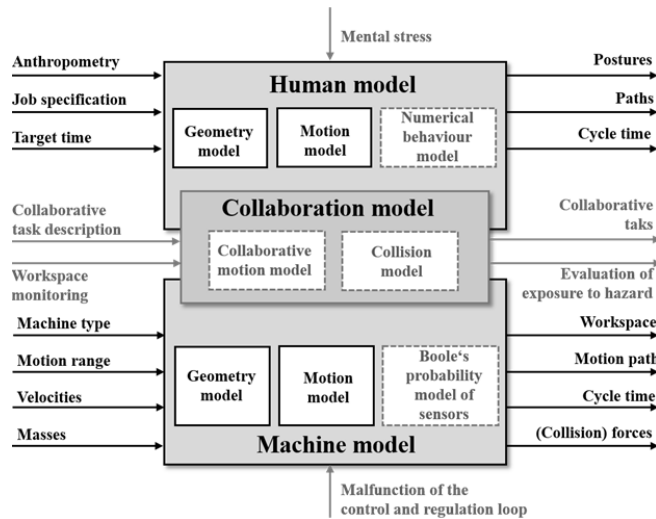 Mental stress
Anthropometry
Human model
Postures
Job specification
Paths
Target time
Geometry
model
Motion
model
Numerical
behaviour
model
Cycle time
Collaboration model
Collaborative
task description
Collaborative
taks
Collaborative
motion model
Collision
model
Workspace
monitoring
Evaluation of
exposure to hazard
Machine type
Workspace
Motion range
Motion path
Geometry
model
Motion
model
Boole‘s
probability
model of
sensors
Velocities
Cycle time
Masses
Machine model
(Collision) forces
Malfunction of the
control and regulation loop